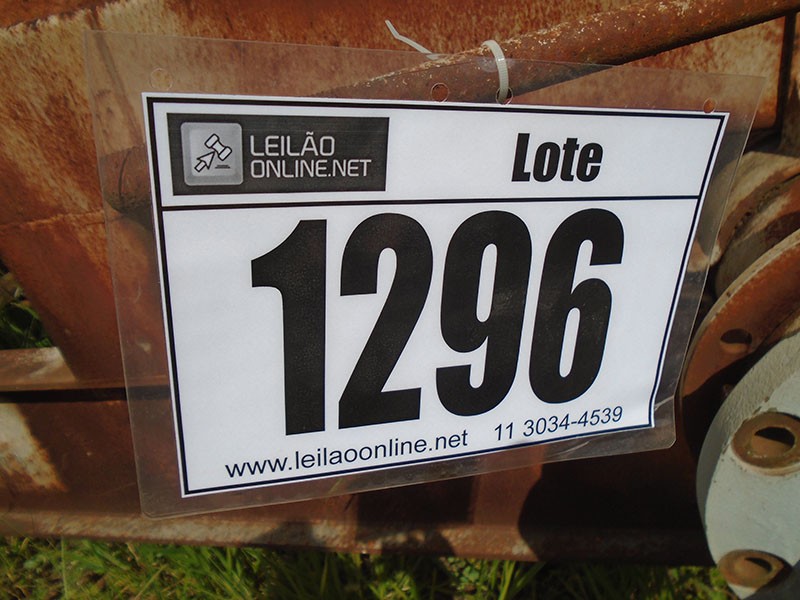 LEILÃO
ONLINE.NET
Lote
1296
www.leilaoonline.net 11 3034-4539